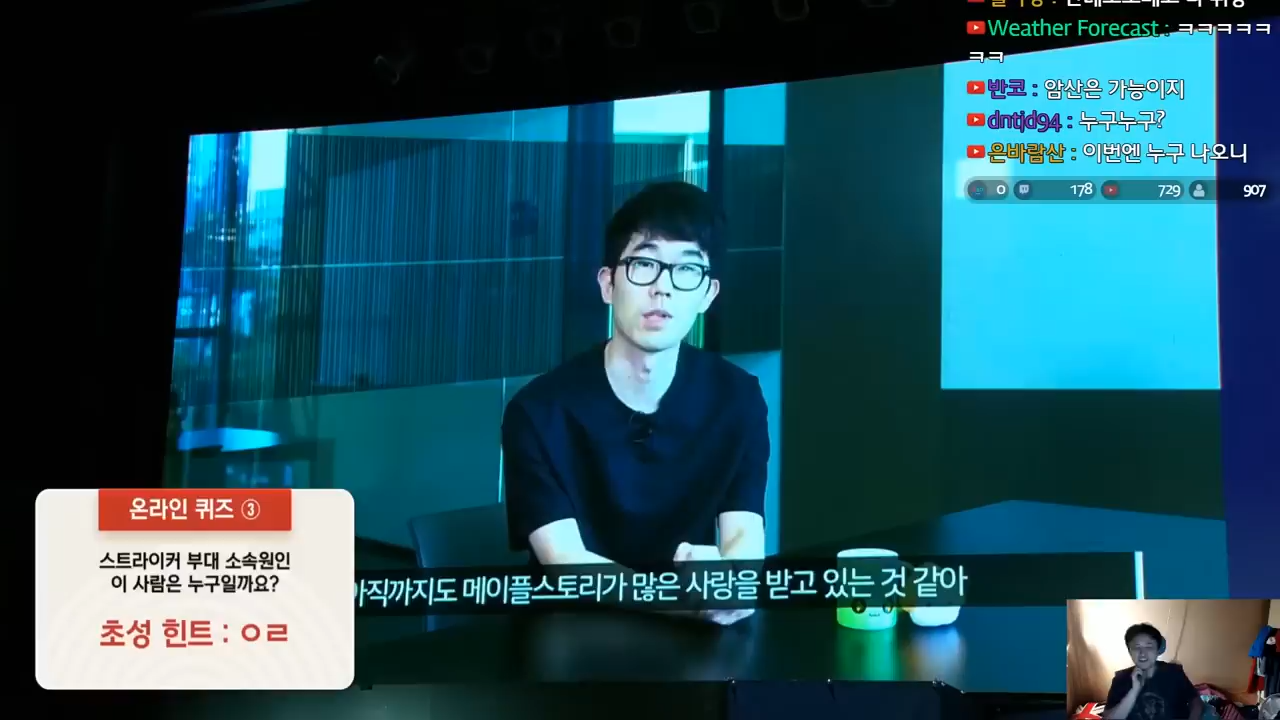 Weather Forecast : ㅋㅋㅋㅋㅋ
ㅋㅋ
반코 : 암산은 가능이지
dntjd94 : 누구누구?
은바람산 : 이번엔 누구 나오니
0 178 729 907
온라인 퀴즈 ③
스트라이커 부대 소속원인
이 사람은 누구일까요?
초성 힌트 : ㅇㄹ
아직까지도 메이플스토리가 많은 사랑을 받고 있는 것 같아